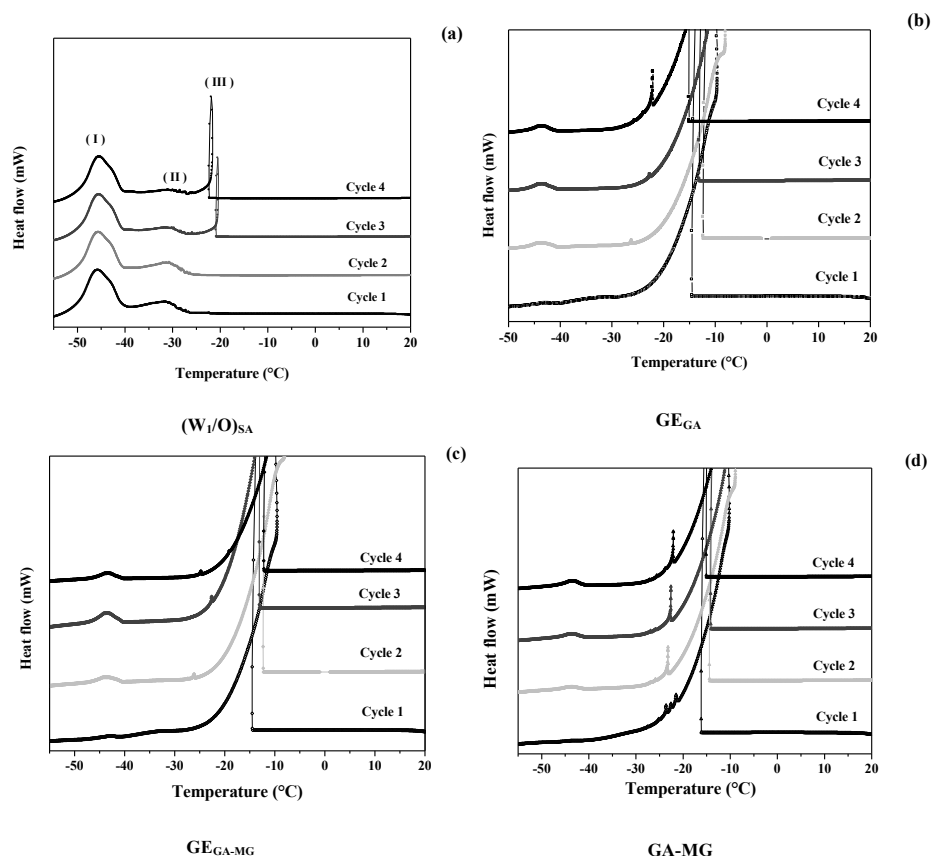 (a)
( I )
( II )
( III )
Cycle 4
Cycle 3
Cycle 2
Cycle 1
Heat flow (mW)
-50 -40 -30 -20 -10 0 10 20
Temperature (°C)
(W1/O)SA
(b)
Cycle 4
Cycle 3
Cycle 2
Cycle 1
Heat flow (mW)
-50 -40 -30 -20 -10 0 10 20
Temperature (°C)
GEGA
(c)
Cycle 4
Cycle 3
Cycle 2
Cycle 1
Heat flow (mW)
-50 -40 -30 -20 -10 0 10 20
Temperature (°C)
GEGA-MG
(d)
Cycle 4
Cycle 3
Cycle 2
Cycle 1
Heat flow (mW)
-50 -40 -30 -20 -10 0 10 20
Temperature (°C)
GA-MG